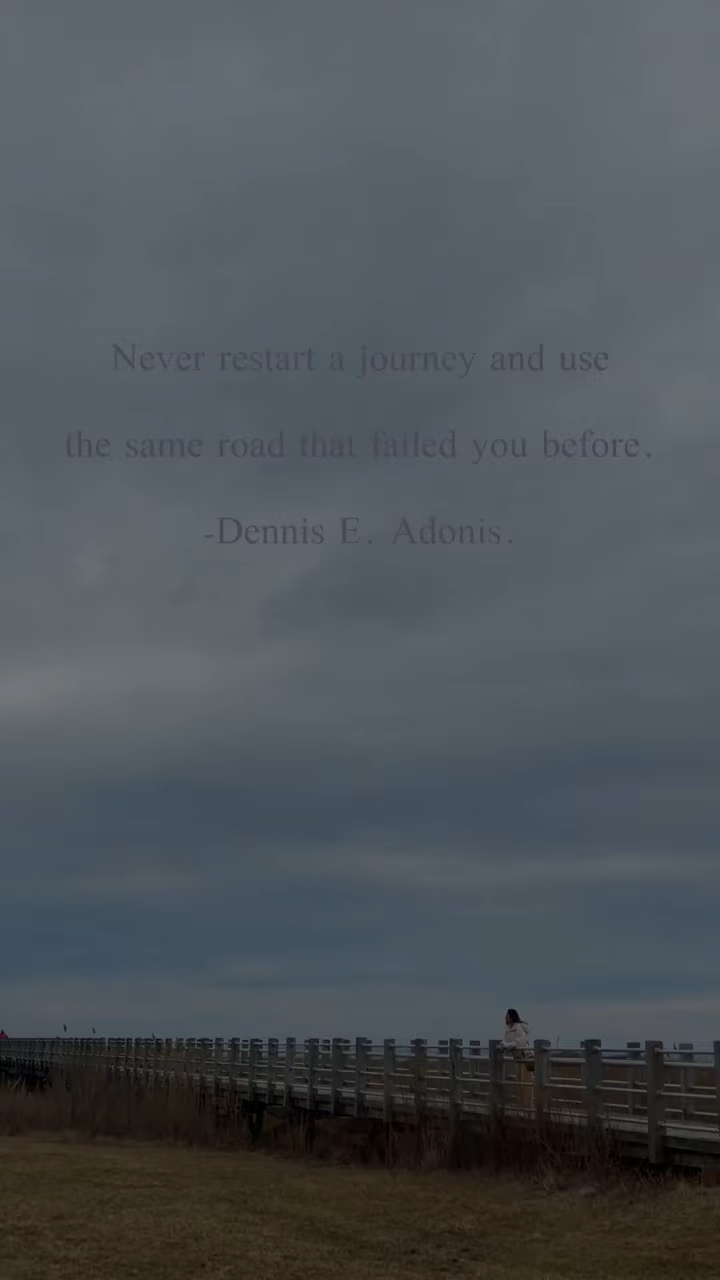 Never restart a journey and use
the same road that failed you before.
-Dennis E. Adonis.